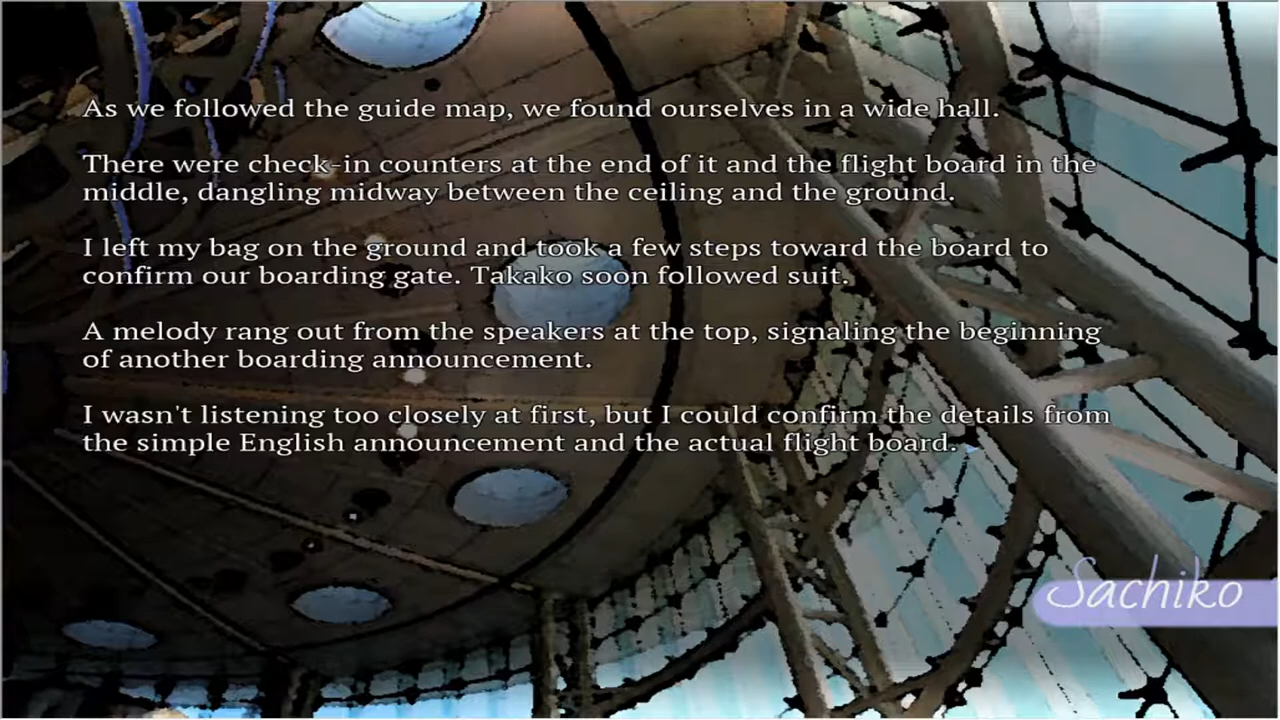 As we followed the guide map, we found ourselves in a wide hall.
There were check-in counters at the end of it and the flight board in the
middle, dangling midway between the ceiling and the ground.
I left my bag on the ground and took a few steps toward the board to
confirm our boarding gate. Takako soon followed suit.
A melody rang out from the speakers at the top, signaling the beginning
of another boarding announcement.
I wasn't listening too closely at first, but I could confirm the details from
the simple English announcement and the actual flight board.
Sachiko